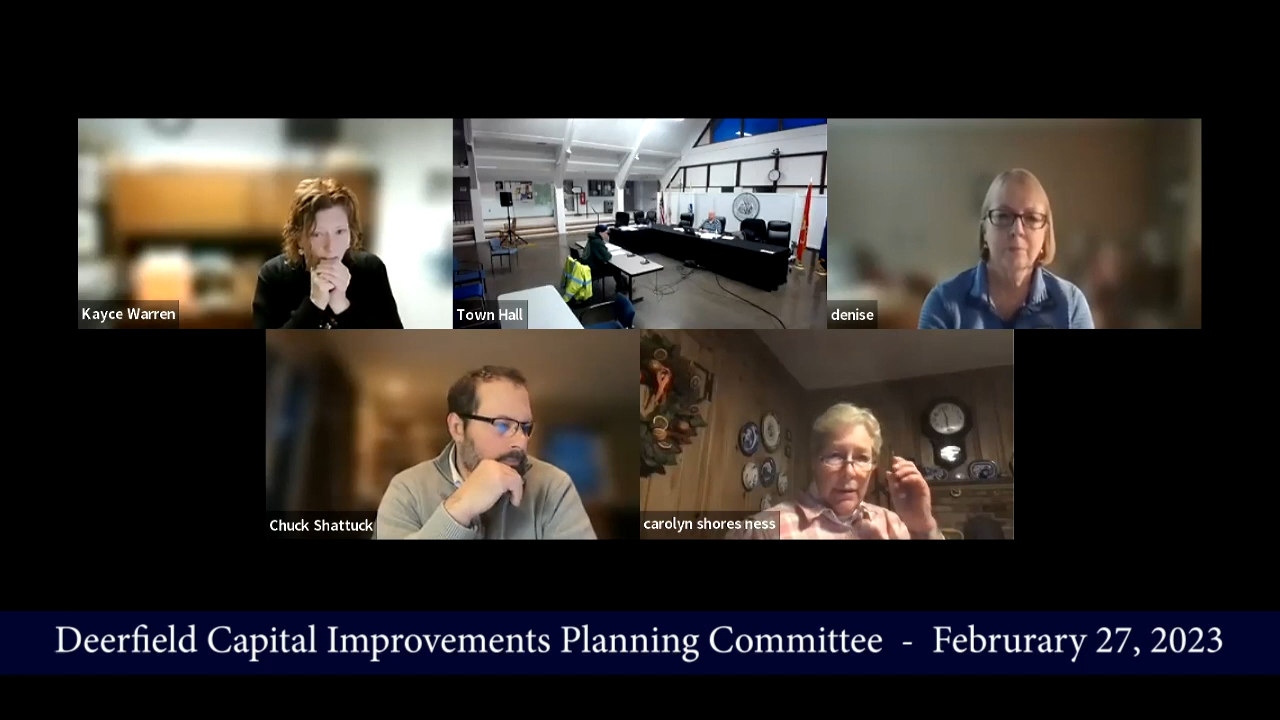 Kayce Warren
Town Hall
denise
Chuck Shattuck
carolyn shores ness
Deerfield Capital Improvements Planning Committee - Februrary 27, 2023